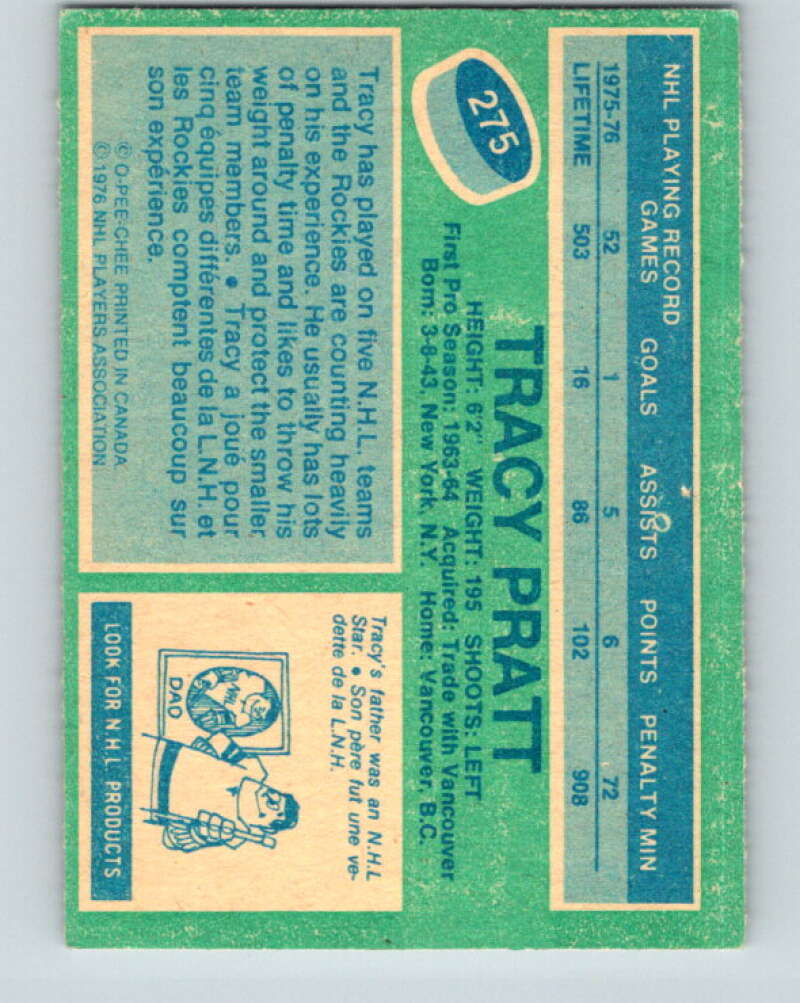 NHL PLAYING RECORD
GAMES GOALS ASSISTS POINTS PENALTY MIN
1975-76 52 1 5 6 72
LIFETIME 503 16 86 102 908
275
TRACY PRATT
HEIGHT: 6'2" WEIGHT: 195 SHOOTS: LEFT
First Pro Season: 1963-64 Acquired: Trade with Vancouver
Born: 3-8-43, New York, N.Y. Home: Vancouver, B.C.
Tracy has played on five N.H.L. teams
and the Rockies are counting heavily
on his experience. He usually has lots
of penalty time and likes to throw his
weight around and protect the smaller
team members. • Tracy a joué pour
cinq équipes différentes de la L.N.H. et
les Rockies comptent beaucoup sur
son expérience.
© O-PEE-CHEE PRINTED IN CANADA
© 1976 NHL PLAYERS ASSOCIATION
Tracy's father was an N.H.L
Star. • Son père fut une ve-
dette de la L.N.H.
DAD
LOOK FOR N.H.L. PRODUCTS